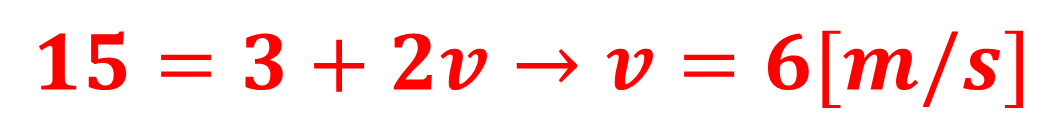 15 = 3 + 2v → v = 6[m/s]